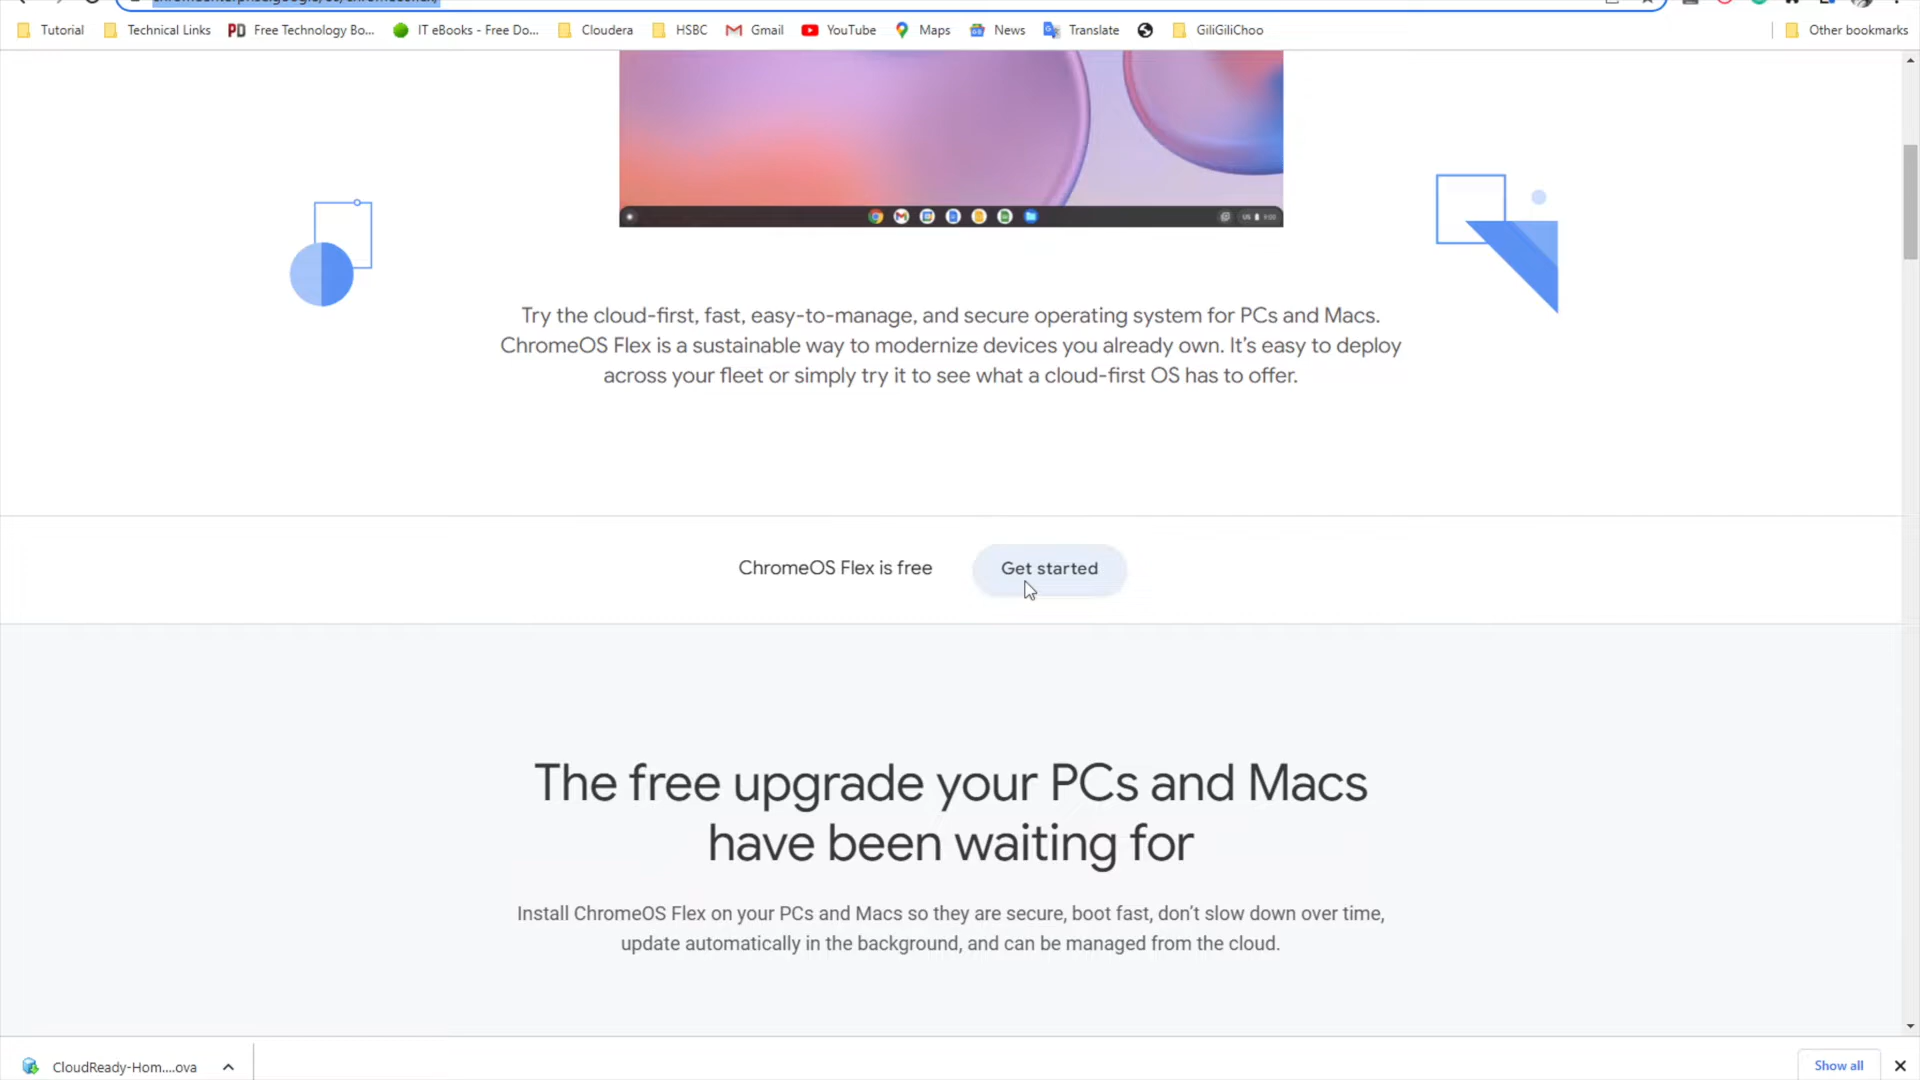 Tutorial
Technical Links
Free Technology Bo...
IT eBooks - Free Do...
Cloudera
HSBC
Gmail
YouTube
Maps
News
Translate
GiliGiliChoo
Other bookmarks
Try the cloud-first, fast, easy-to-manage, and secure operating system for PCs and Macs.
ChromeOS Flex is a sustainable way to modernize devices you already own. It’s easy to deploy
across your fleet or simply try it to see what a cloud-first OS has to offer.
ChromeOS Flex is free
Get started
The free upgrade your PCs and Macs
have been waiting for
Install ChromeOS Flex on your PCs and Macs so they are secure, boot fast, don’t slow down over time,
update automatically in the background, and can be managed from the cloud.
CloudReady-Hom....ova
Show all